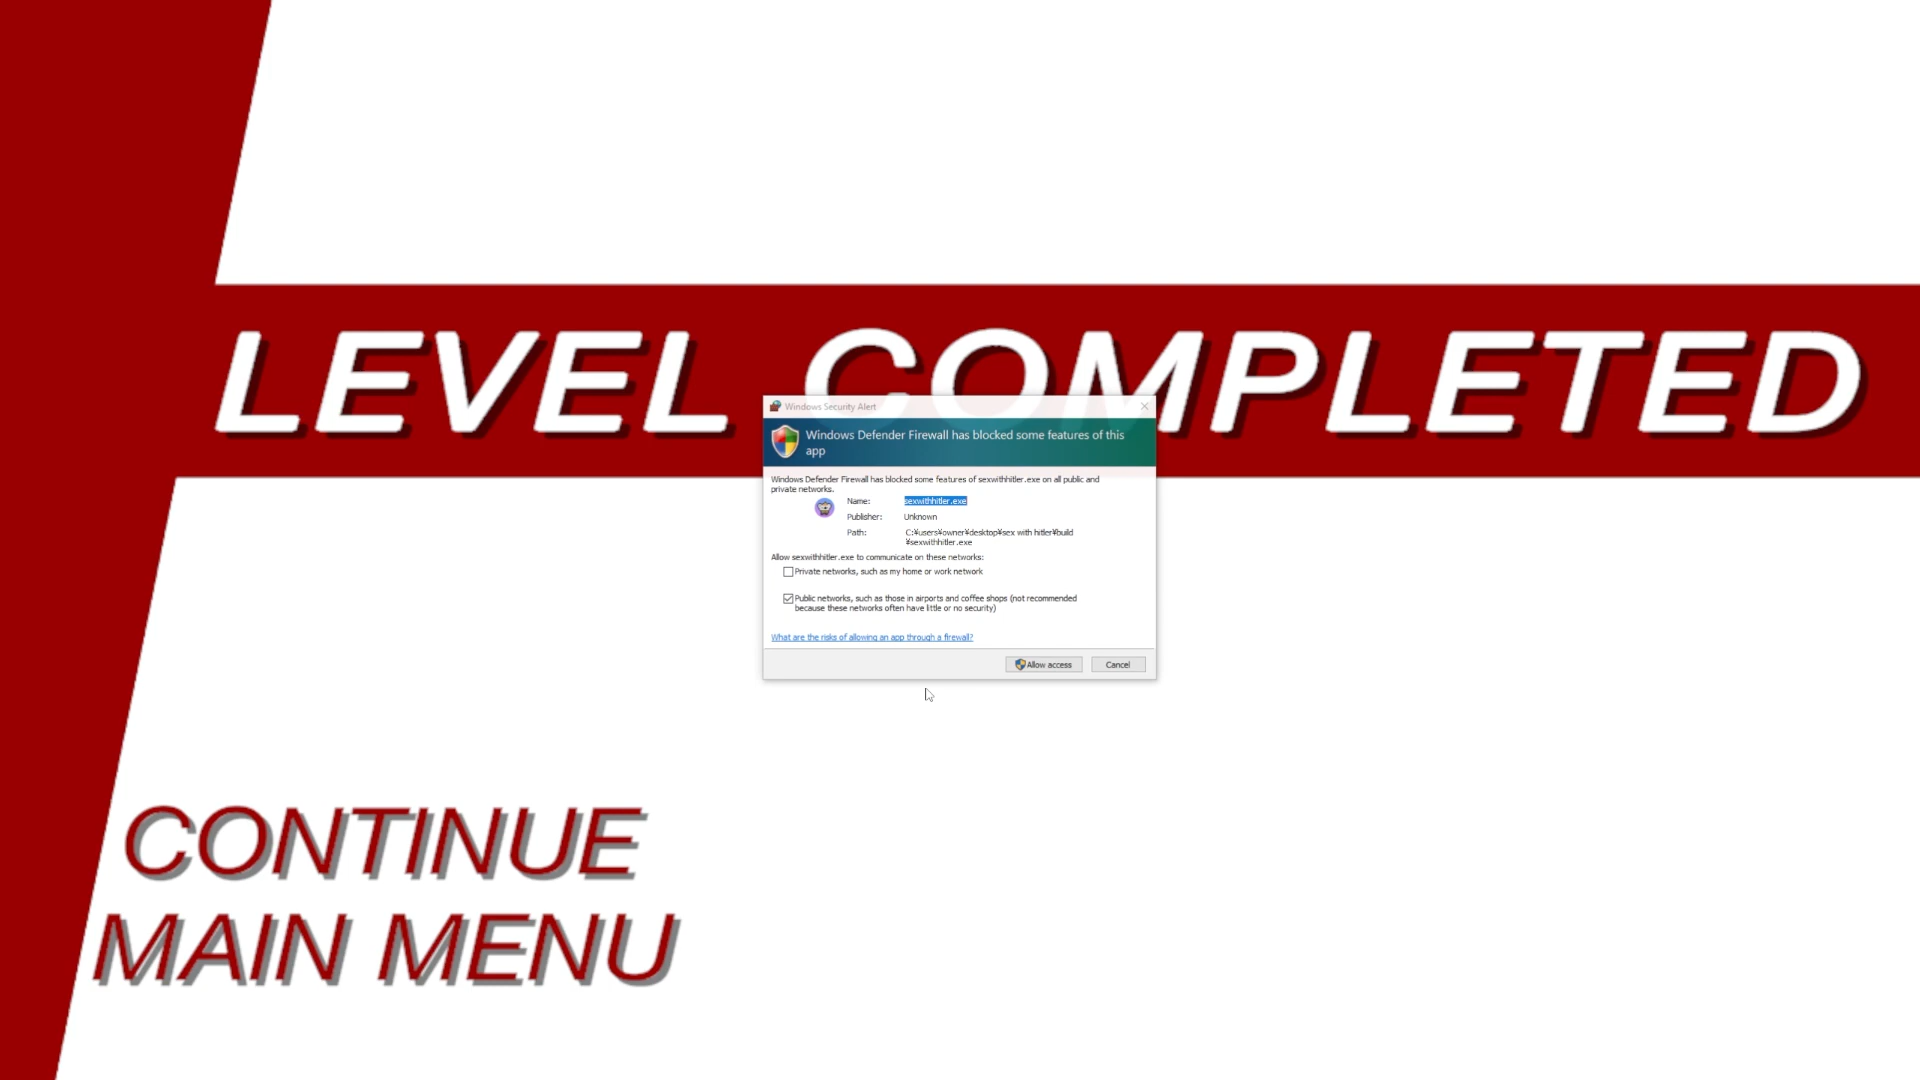 LEVEL COMPLETED
Windows Security Alert
Windows Defender Firewall has blocked some features of this
app
Windows Defender Firewall has blocked some features of sexwithhitler.exe on all public and
private networks.
Name: sexwithhitler.exe
Publisher: Unknown
Path: C:¥users¥owner¥desktop¥sex with hitler¥build
¥sexwithhitler.exe
Allow sexwithhitler.exe to communicate on these networks:
Private networks, such as my home or work network
Public networks, such as those in airports and coffee shops (not recommended
because these networks often have little or no security)
What are the risks of allowing an app through a firewall?
Allow access Cancel
CONTINUE
MAIN MENU